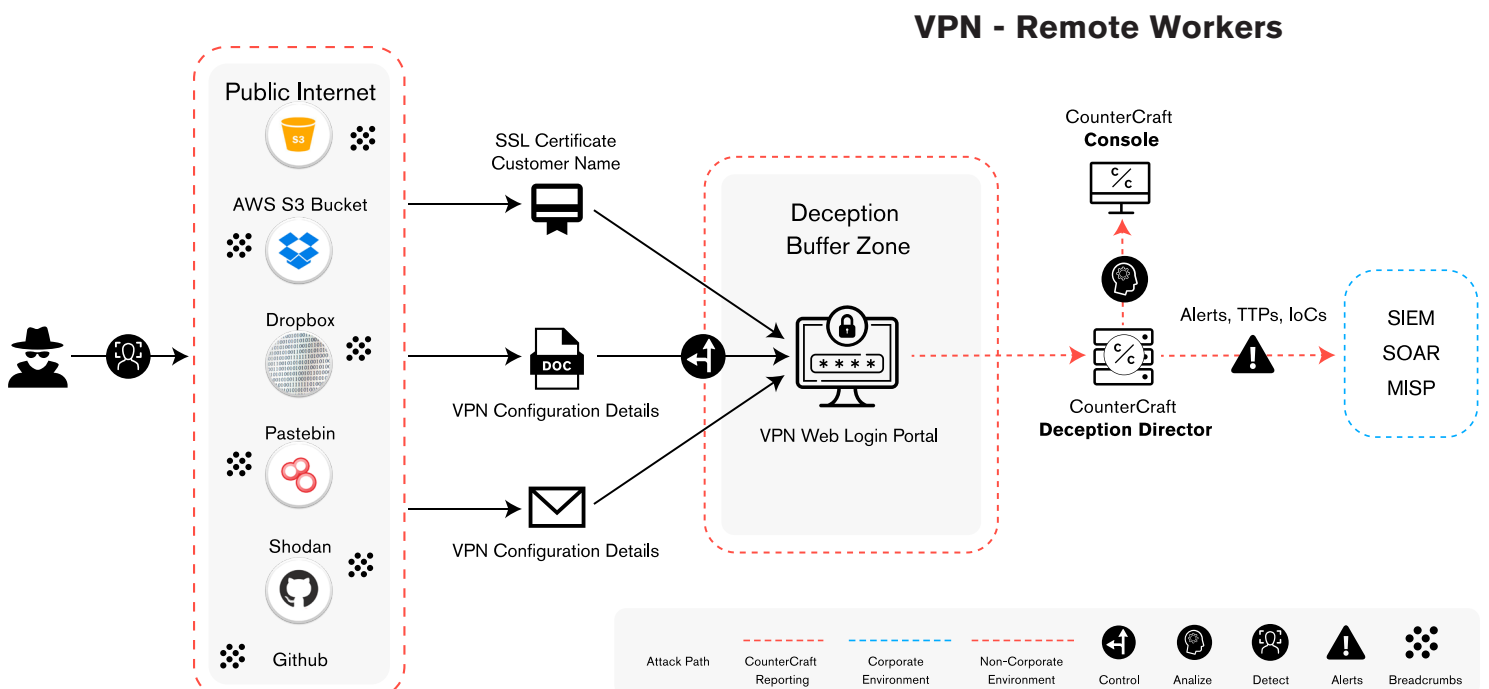 VPN - Remote Workers
Public Internet
S3
AWS S3 Bucket
Dropbox
Pastebin
Shodan
Github
SSL Certificate
Customer Name
DOC
VPN Configuration Details
VPN Configuration Details
Deception
Buffer Zone
* * * *
VPN Web Login Portal
CounterCraft
Console
C/C
C/C
CounterCraft
Deception Director
Alerts, TTPs, IoCs
SIEM
SOAR
MISP
Attack Path
CounterCraft
Reporting
Corporate
Environment
Non-Corporate
Environment
Control
Analize
Detect
Alerts
Breadcrumbs